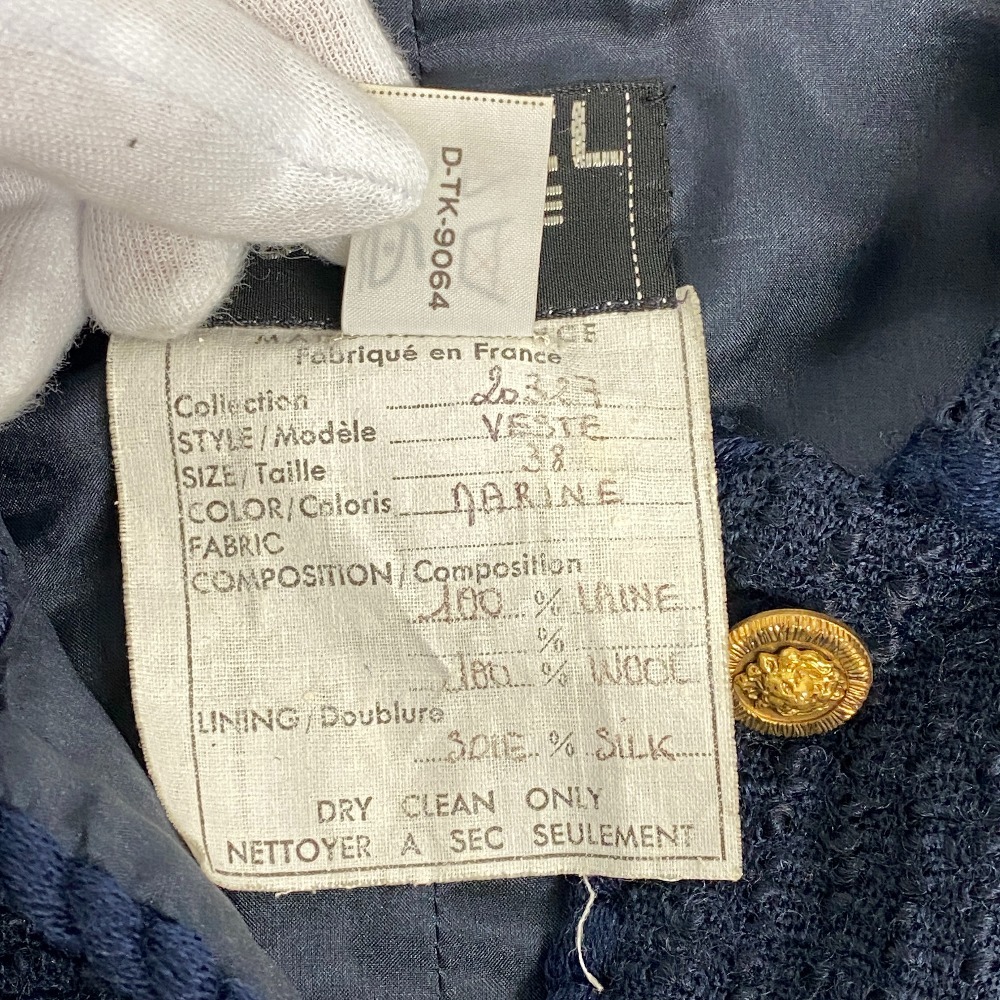 D-TK-9064
EL
Fabriqué en France
Collection 20327
STYLE/Modèle VESTE
SIZE/Taille 38
COLOR/Coloris MARINE
FABRIC
COMPOSITION/Composition
100 % LAINE
%
100 % WOOL
LINING/Doublure
SOIE % SILK
DRY CLEAN ONLY
NETTOYER A SEC SEULEMENT